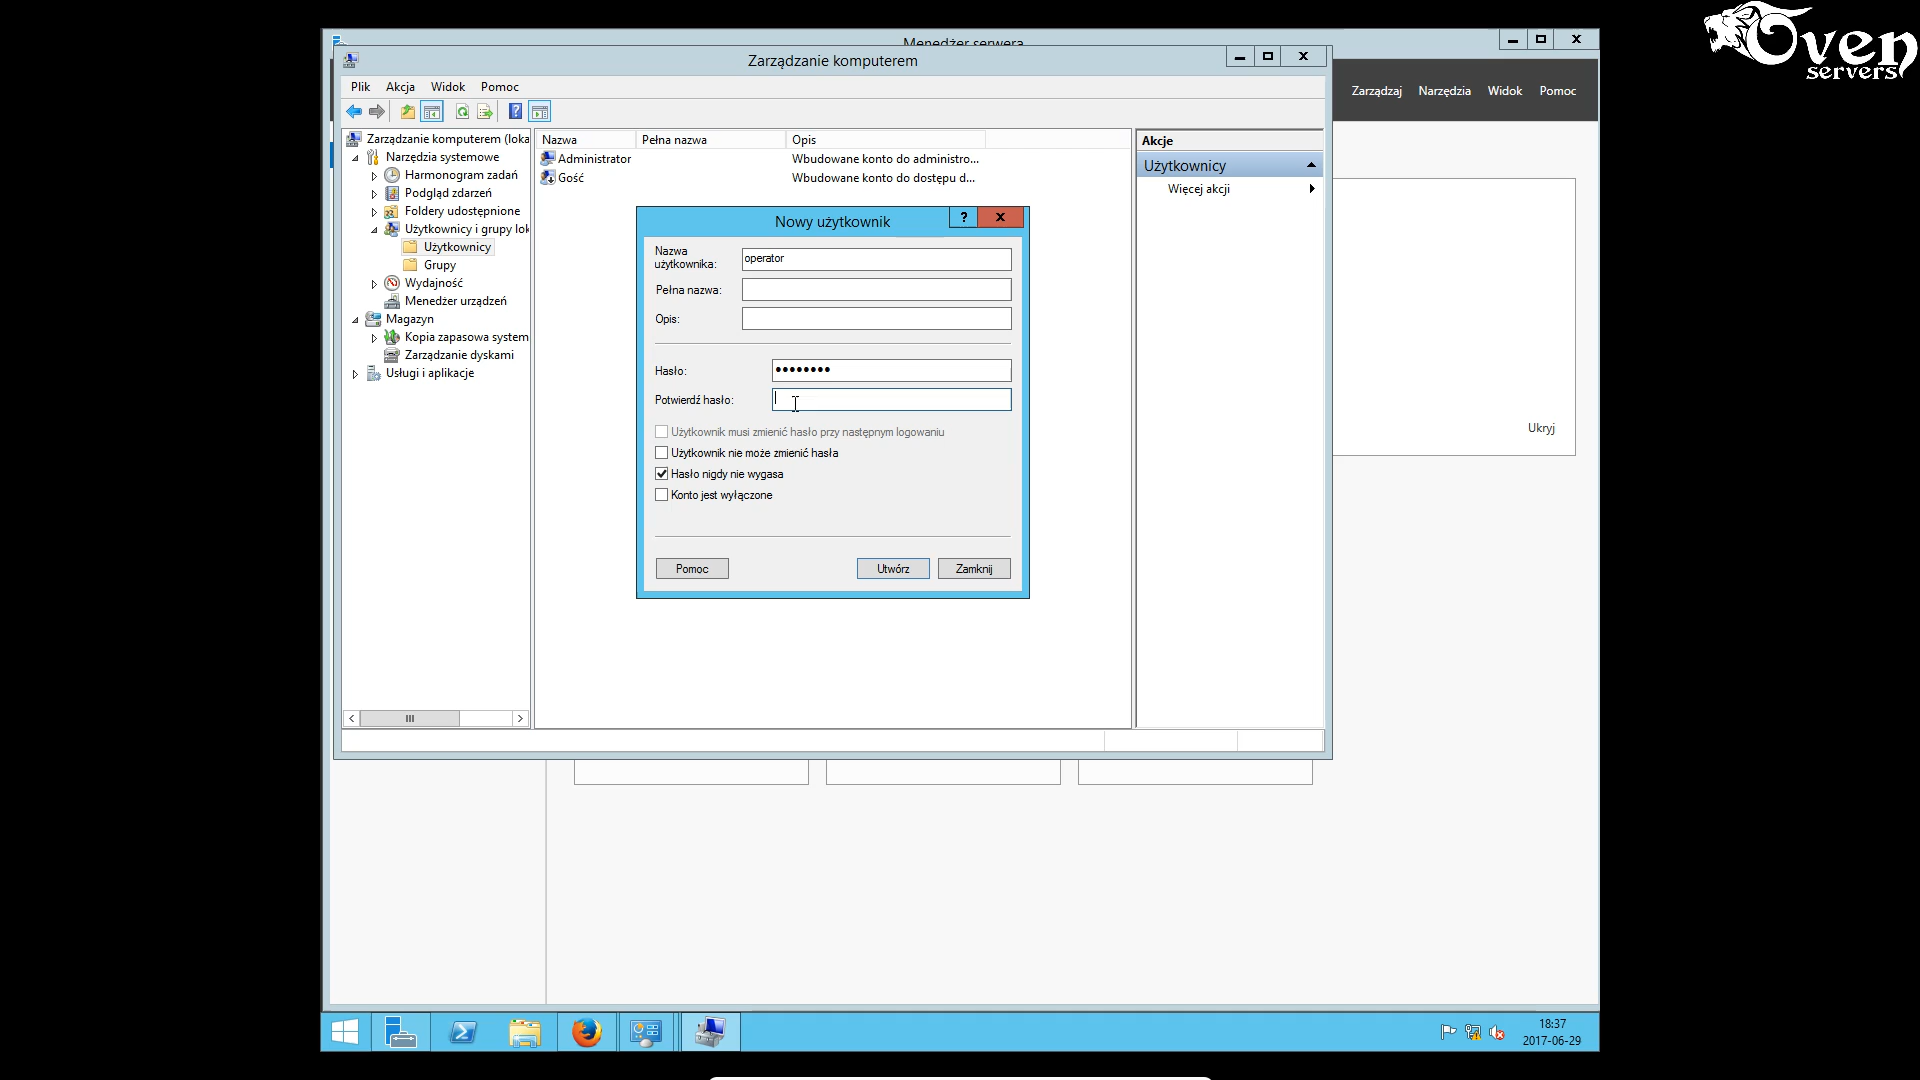 Oven
servers
Menedżer serwera
Zarządzanie komputerem
Zarządzaj Narzędzia Widok Pomoc
Plik Akcja Widok Pomoc
Zarządzanie komputerem (loka
Narzędzia systemowe
Harmonogram zadań
Podgląd zdarzeń
Foldery udostępnione
Użytkownicy i grupy lok
Użytkownicy
Grupy
Wydajność
Menedżer urządzeń
Magazyn
Kopia zapasowa system
Zarządzanie dyskami
Usługi i aplikacje
Nazwa Pełna nazwa Opis
Administrator Wbudowane konto do administro...
Gość Wbudowane konto do dostępu d...
Akcje
Użytkownicy
Więcej akcji
Nowy użytkownik
Nazwa
użytkownika: operator
Pełna nazwa:
Opis:
Hasło: ••••••••
Potwierdź hasło:
Użytkownik musi zmienić hasło przy następnym logowaniu
Użytkownik nie może zmienić hasła
Hasło nigdy nie wygasa
Konto jest wyłączone
Pomoc Utwórz Zamknij
Ukryj
18:37
2017-06-29